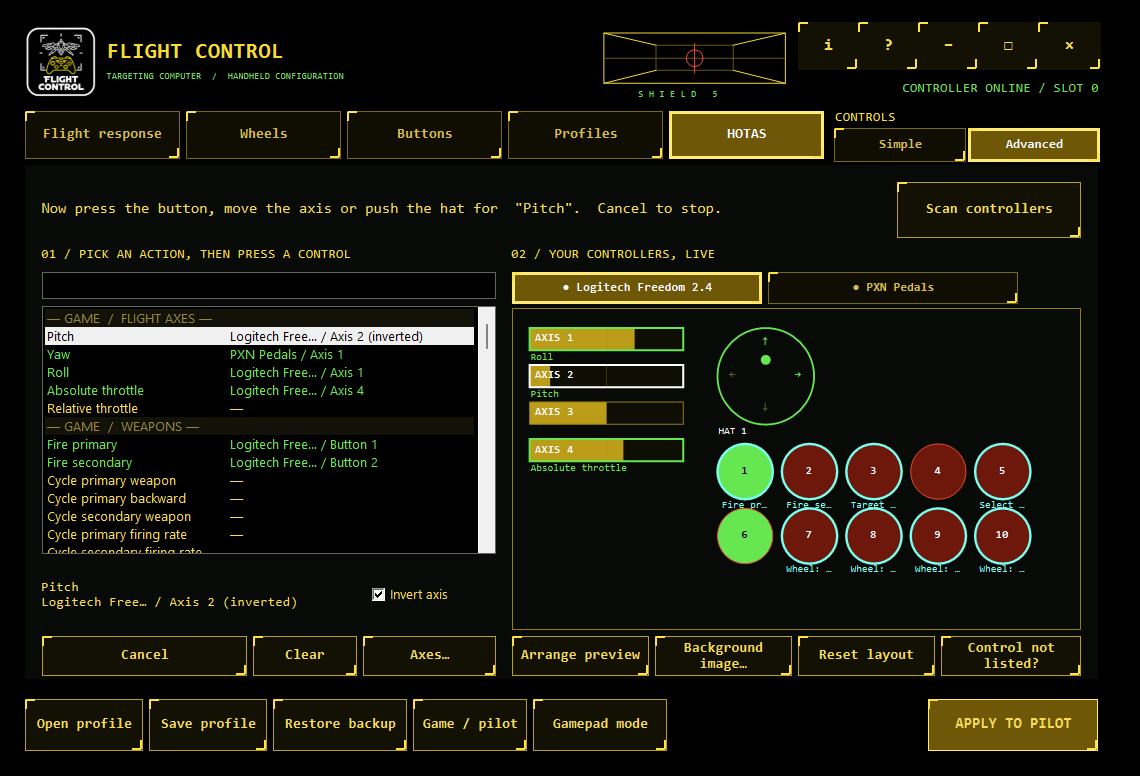 FLIGHT CONTROL
FLIGHT CONTROL
TARGETING COMPUTER / HANDHELD CONFIGURATION
SHIELD 5
i ? − □ ×
CONTROLLER ONLINE / SLOT 0
Flight response
Wheels
Buttons
Profiles
HOTAS
CONTROLS
Simple
Advanced
Now press the button, move the axis or push the hat for "Pitch". Cancel to stop.
Scan controllers
01 / PICK AN ACTION, THEN PRESS A CONTROL
— GAME / FLIGHT AXES —
Pitch Logitech Free... / Axis 2 (inverted)
Yaw PXN Pedals / Axis 1
Roll Logitech Free... / Axis 1
Absolute throttle Logitech Free... / Axis 4
Relative throttle —
— GAME / WEAPONS —
Fire primary Logitech Free... / Button 1
Fire secondary Logitech Free... / Button 2
Cycle primary weapon —
Cycle primary backward —
Cycle secondary weapon —
Cycle primary firing rate —
Cycle secondary firing rate
Pitch
Logitech Free… / Axis 2 (inverted)
Invert axis
Cancel
Clear
Axes…
02 / YOUR CONTROLLERS, LIVE
● Logitech Freedom 2.4
● PXN Pedals
AXIS 1
Roll
AXIS 2
Pitch
AXIS 3
AXIS 4
Absolute throttle
↑
← →
↓
HAT 1
1 2 3 4 5
Fire pr… Fire se… Target … Select …
6 7 8 9 10
Wheel: … Wheel: … Wheel: … Wheel: …
Arrange preview
Background
image…
Reset layout
Control not
listed?
Open profile
Save profile
Restore backup
Game / pilot
Gamepad mode
APPLY TO PILOT